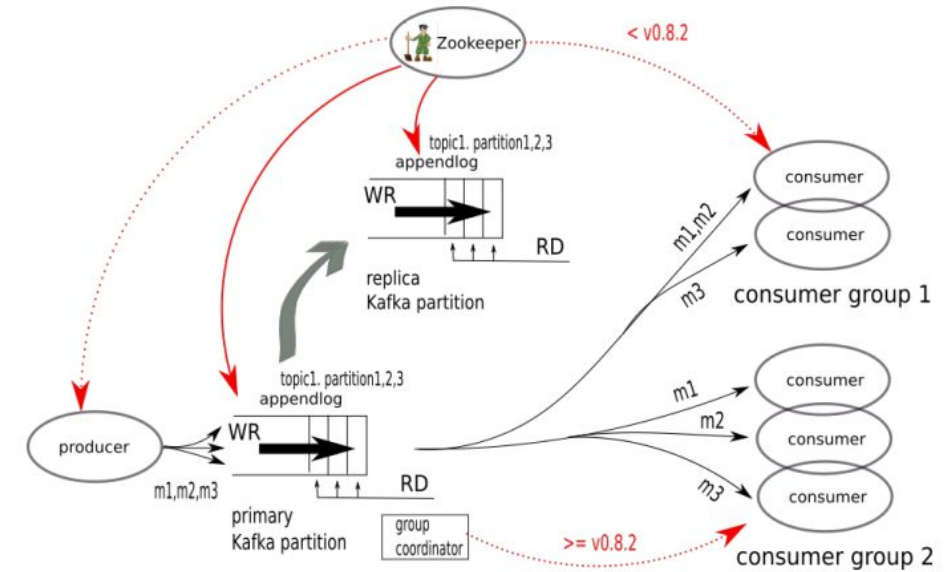 Zookeeper
< v0.8.2
topic1. partition1,2,3
appendlog
WR
RD
replica
Kafka partition
consumer
consumer
m1,m2
m3
consumer group 1
topic1. partition1,2,3
appendlog
producer
WR
m1,m2,m3
RD
primary
Kafka partition
group
coordinator
m1
m2
m3
consumer
consumer
consumer
>= v0.8.2
consumer group 2